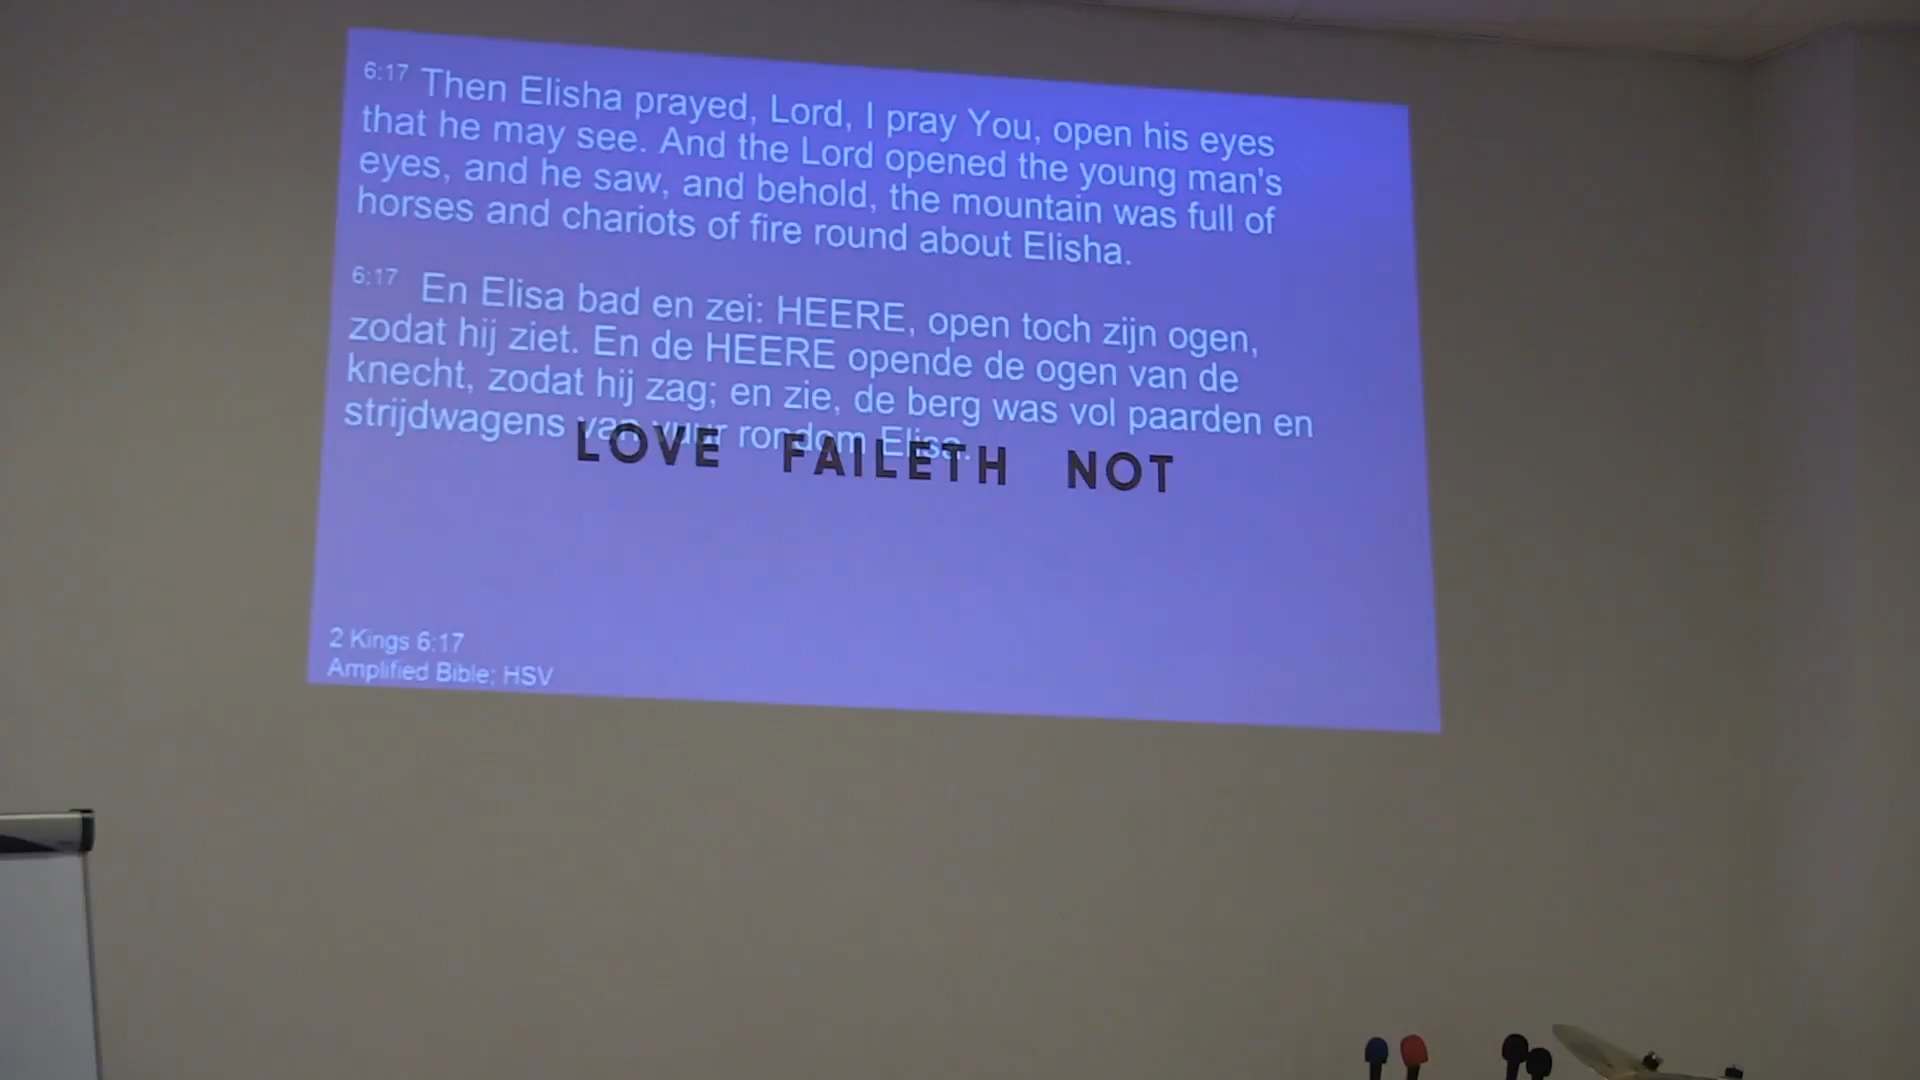 6:17 Then Elisha prayed, Lord, I pray You, open his eyes
that he may see. And the Lord opened the young man's
eyes, and he saw, and behold, the mountain was full of
horses and chariots of fire round about Elisha.
6:17 En Elisa bad en zei: HEERE, open toch zijn ogen,
zodat hij ziet. En de HEERE opende de ogen van de
knecht, zodat hij zag; en zie, de berg was vol paarden en
strijdwagens van vuur rondom Elisa.
LOVE FAILETH NOT
2 Kings 6:17
Amplified Bible; HSV